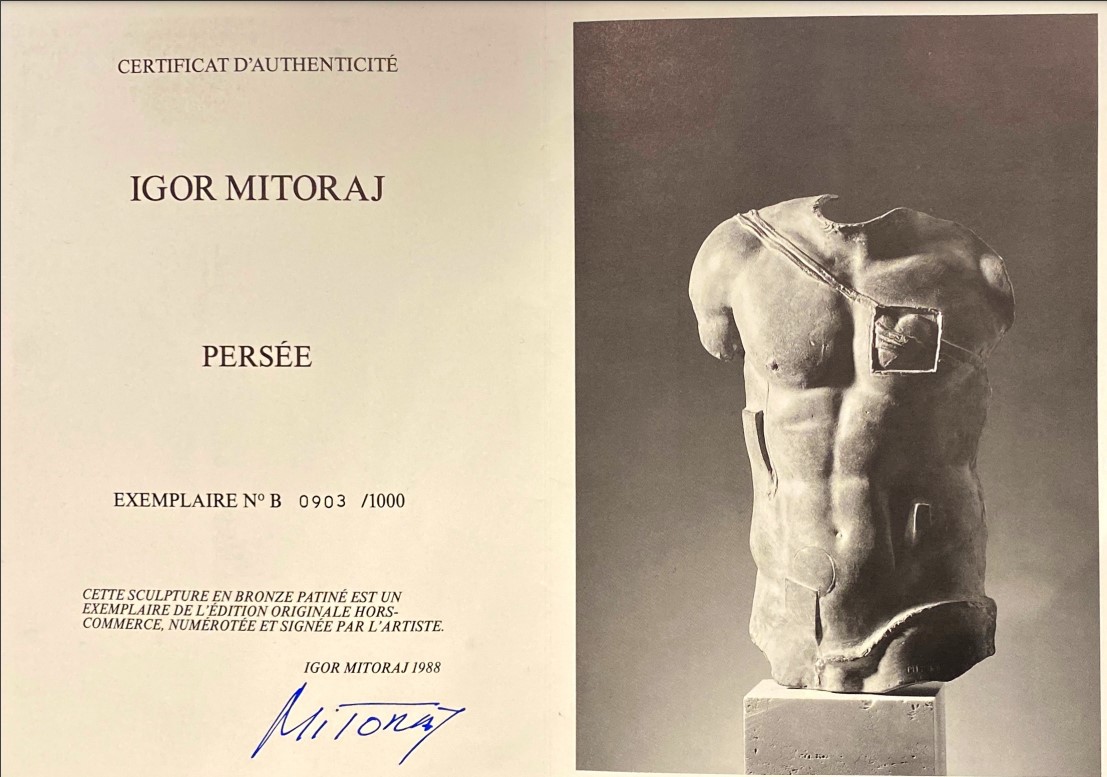 CERTIFICAT D'AUTHENTICITÉ
IGOR MITORAJ
PERSÉE
EXEMPLAIRE Nº B 0903 /1000
CETTE SCULPTURE EN BRONZE PATINÉ EST UN
EXEMPLAIRE DE L'ÉDITION ORIGINALE HORS-
COMMERCE, NUMÉROTÉE ET SIGNÉE PAR L'ARTISTE.
IGOR MITORAJ 1988
MiTORAJ